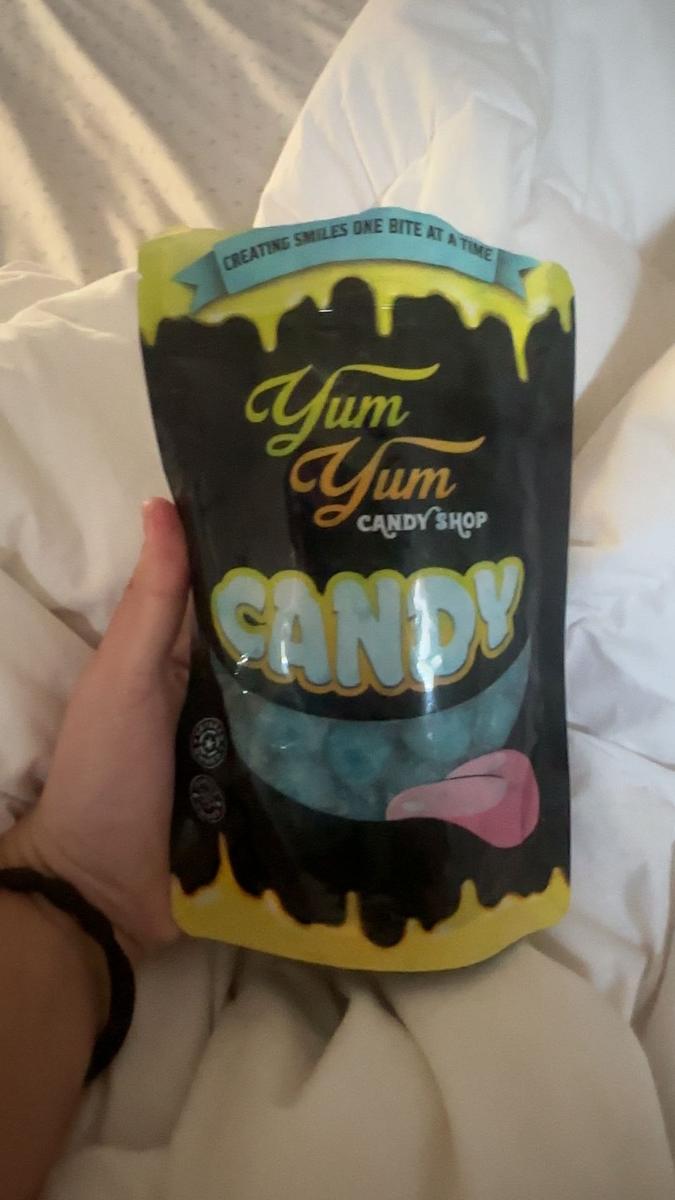 CREATING SMILES ONE BITE AT A TIME
Yum
Yum
CANDY SHOP
CANDY